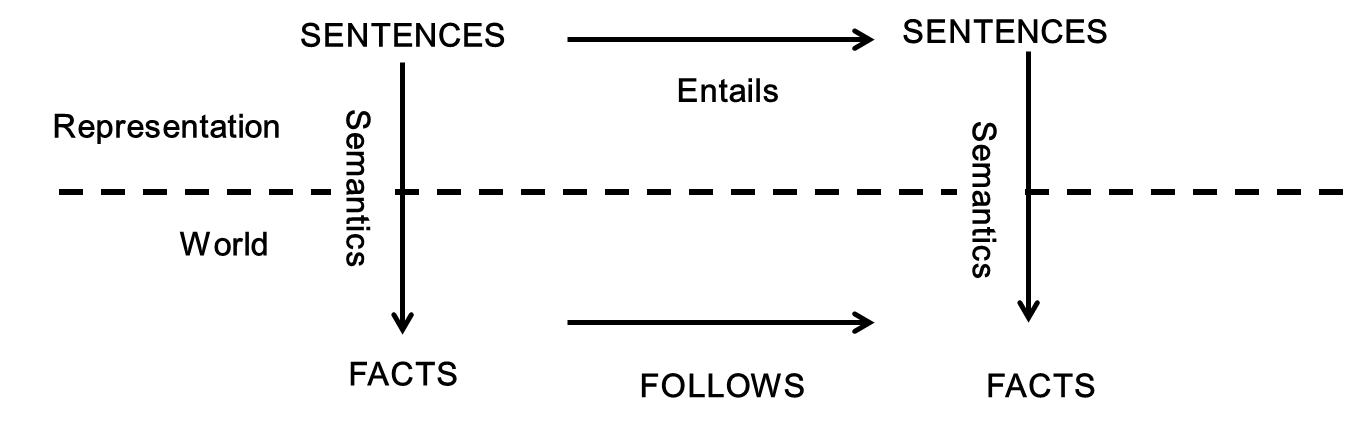 SENTENCES
SENTENCES
Entails
Representation
Semantics
Semantics
World
FACTS
FOLLOWS
FACTS